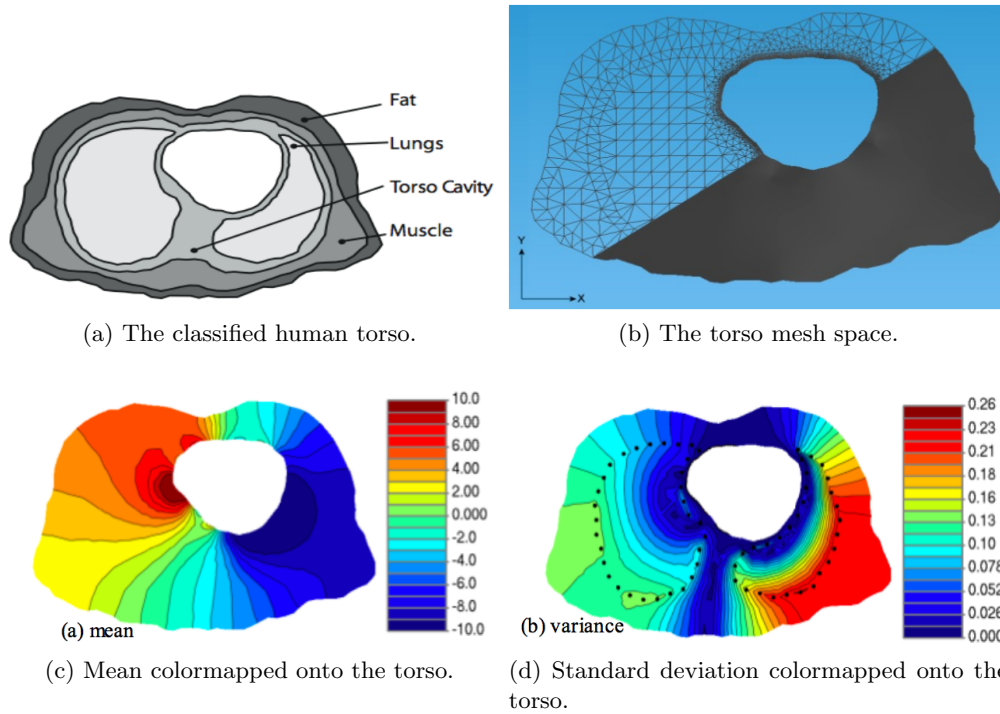 Fat
Lungs
Torso Cavity
Muscle
(a) The classified human torso.
Y
X
(b) The torso mesh space.
10.0
8.00
6.00
4.00
2.00
0.000
-2.0
-4.0
-6.0
-8.0
-10.0
(a) mean
(c) Mean colormapped onto the torso.
0.26
0.23
0.21
0.18
0.16
0.13
0.10
0.078
0.052
0.026
0.000
(b) variance
(d) Standard deviation colormapped onto the
torso.